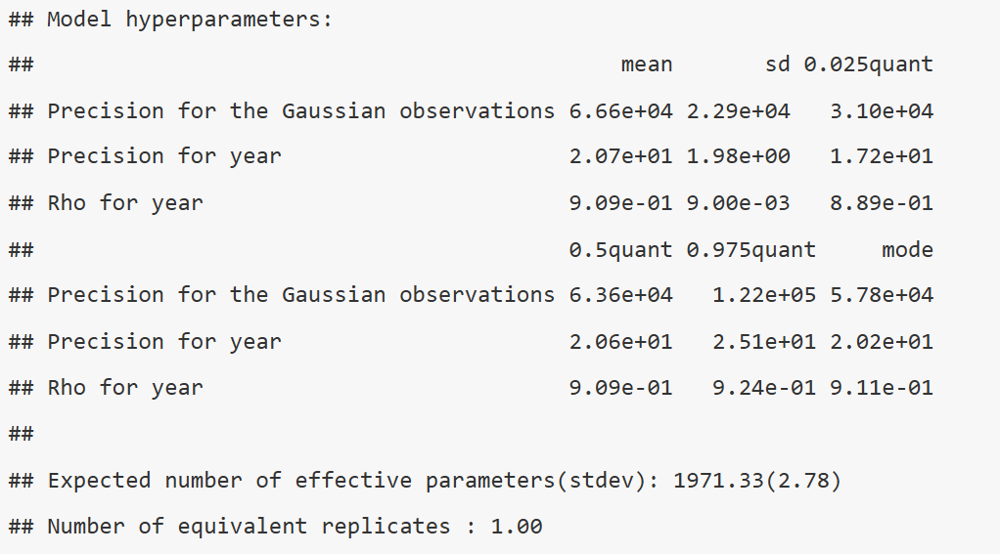 ## Model hyperparameters:
##                                             mean       sd 0.025quant
## Precision for the Gaussian observations 6.66e+04 2.29e+04   3.10e+04
## Precision for year                      2.07e+01 1.98e+00   1.72e+01
## Rho for year                            9.09e-01 9.00e-03   8.89e-01
##                                         0.5quant 0.975quant     mode
## Precision for the Gaussian observations 6.36e+04   1.22e+05 5.78e+04
## Precision for year                      2.06e+01   2.51e+01 2.02e+01
## Rho for year                            9.09e-01   9.24e-01 9.11e-01
##
## Expected number of effective parameters(stdev): 1971.33(2.78)
## Number of equivalent replicates : 1.00